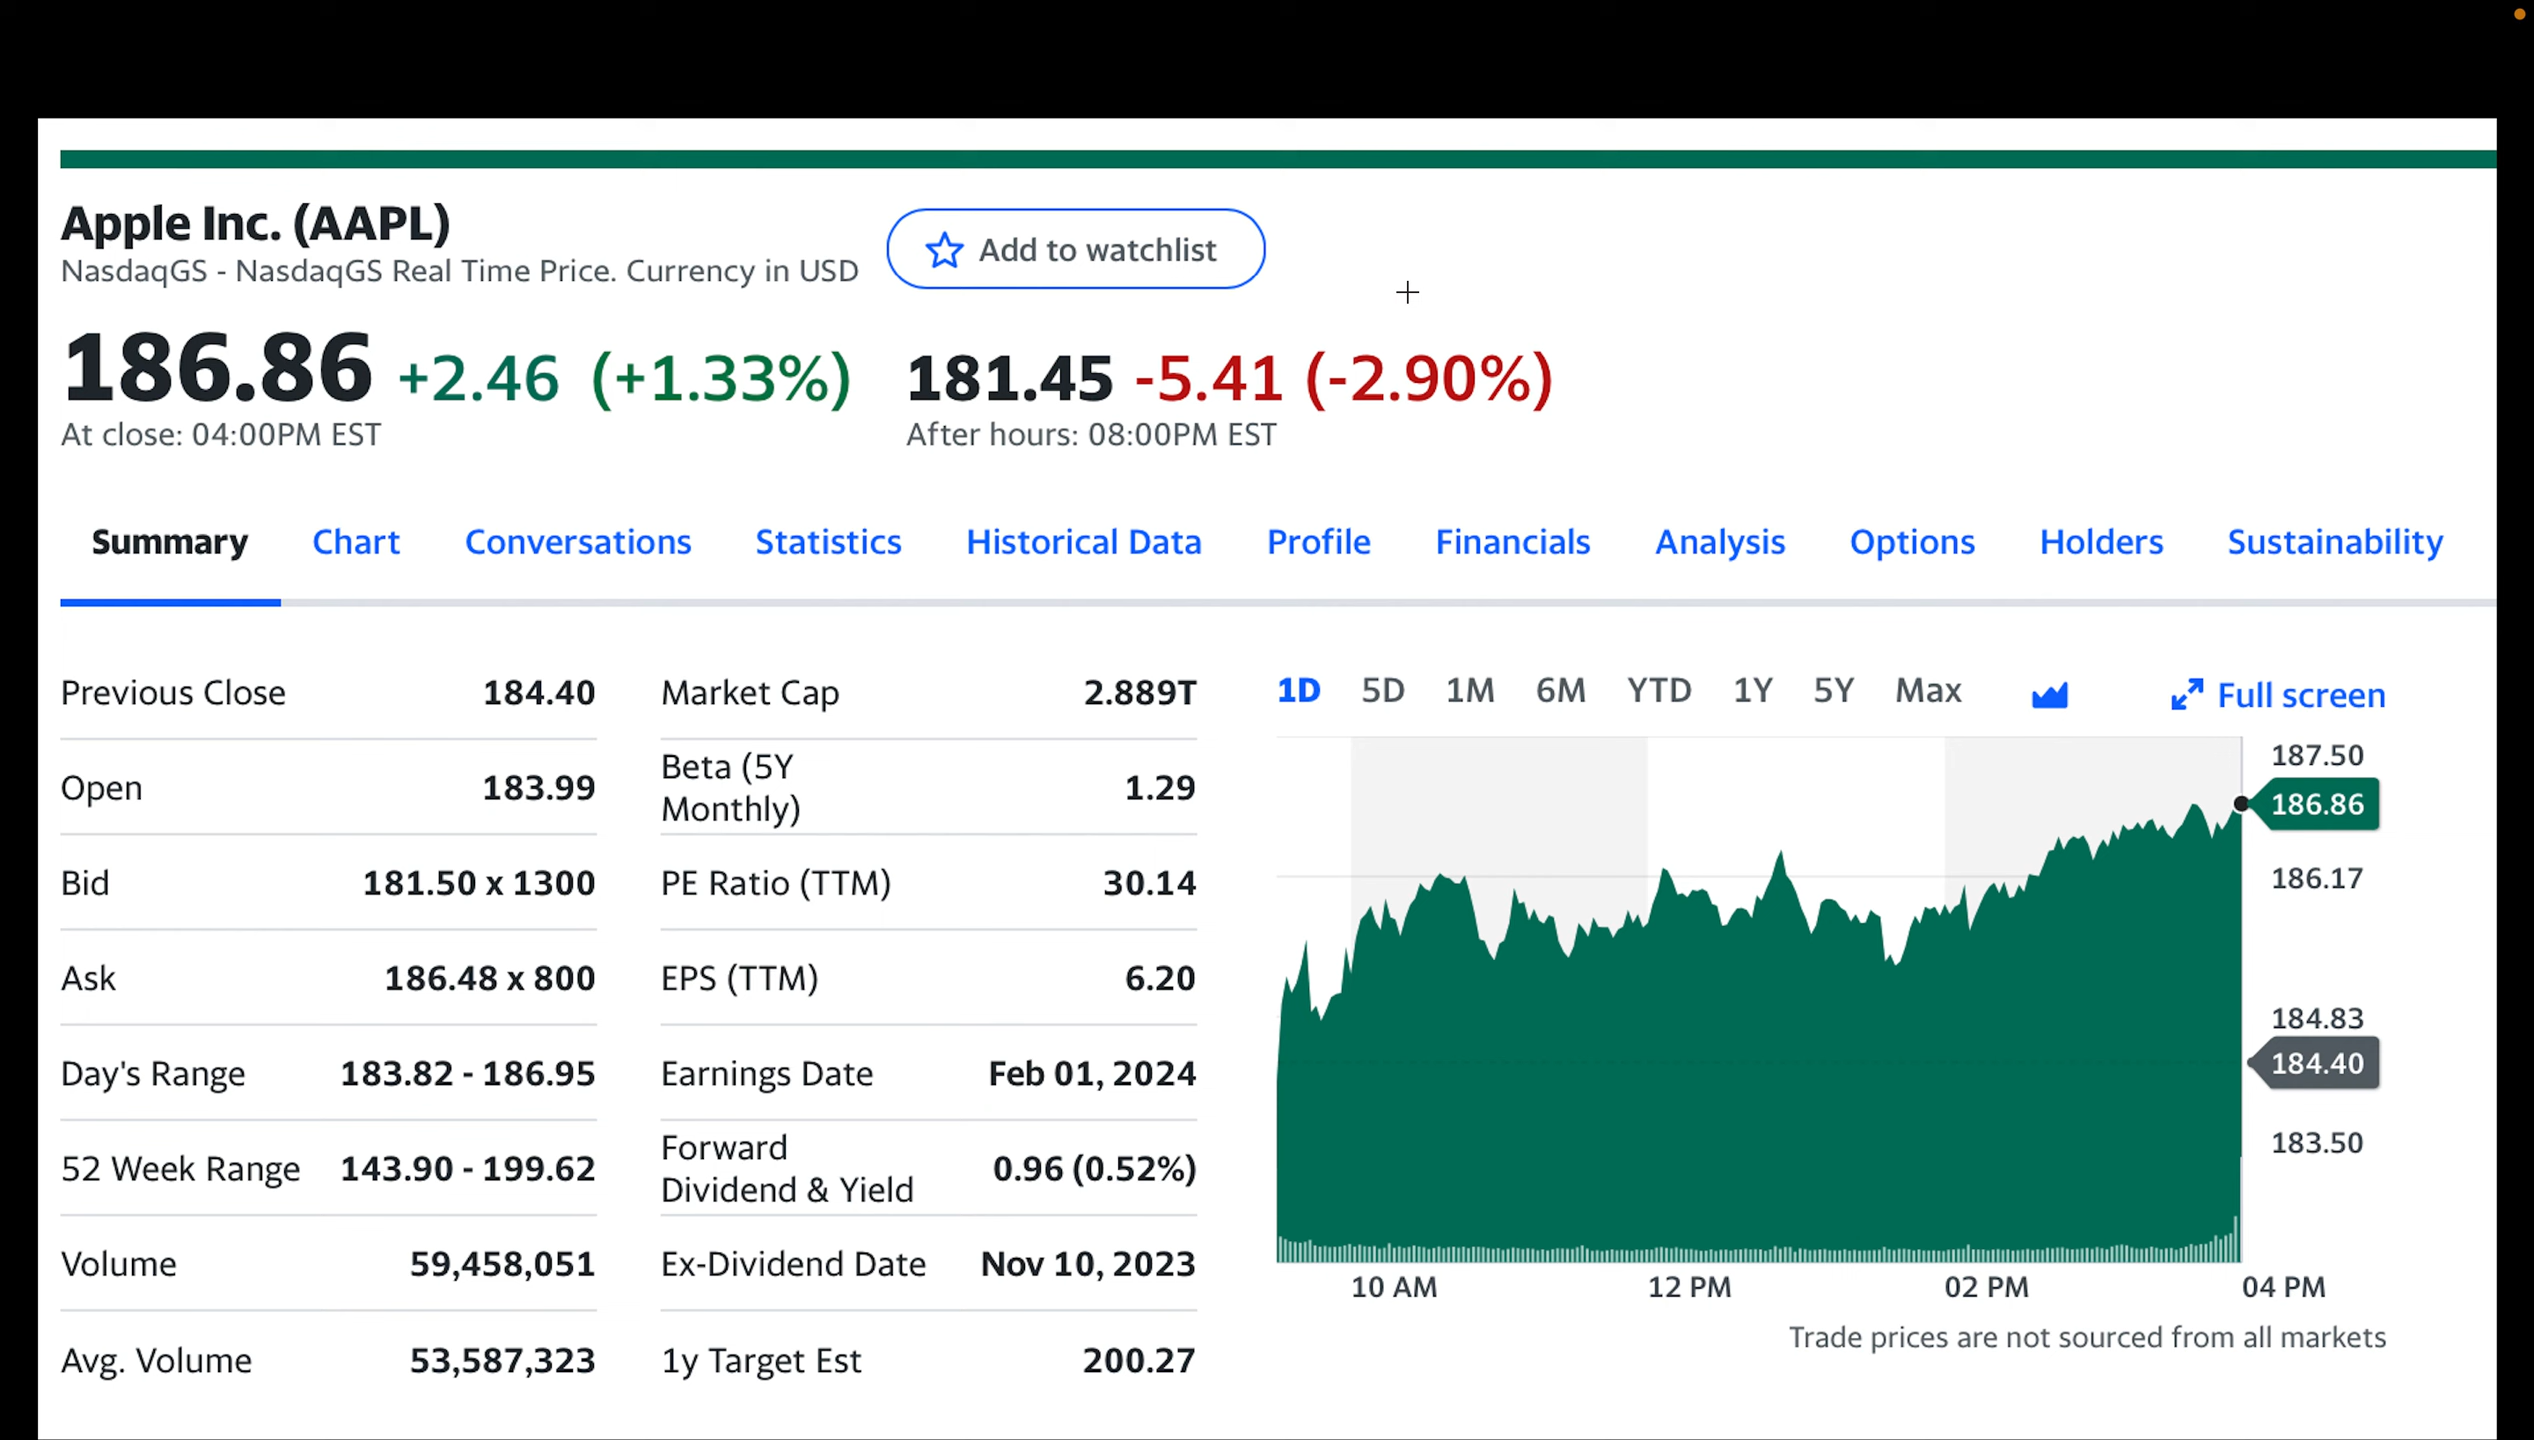 Apple Inc. (AAPL)
NasdaqGS - NasdaqGS Real Time Price. Currency in USD
Add to watchlist
186.86 +2.46 (+1.33%)
At close: 04:00PM EST
181.45 -5.41 (-2.90%)
After hours: 08:00PM EST
Summary Chart Conversations Statistics Historical Data Profile Financials Analysis Options Holders Sustainability
Previous Close 184.40
Open 183.99
Bid 181.50 x 1300
Ask 186.48 x 800
Day's Range 183.82 - 186.95
52 Week Range 143.90 - 199.62
Volume 59,458,051
Avg. Volume 53,587,323
Market Cap 2.889T
Beta (5Y
Monthly) 1.29
PE Ratio (TTM) 30.14
EPS (TTM) 6.20
Earnings Date Feb 01, 2024
Forward
Dividend & Yield 0.96 (0.52%)
Ex-Dividend Date Nov 10, 2023
1y Target Est 200.27
1D 5D 1M 6M YTD 1Y 5Y Max Full screen
187.50
186.86
186.17
184.83
184.40
183.50
10 AM 12 PM 02 PM 04 PM
Trade prices are not sourced from all markets